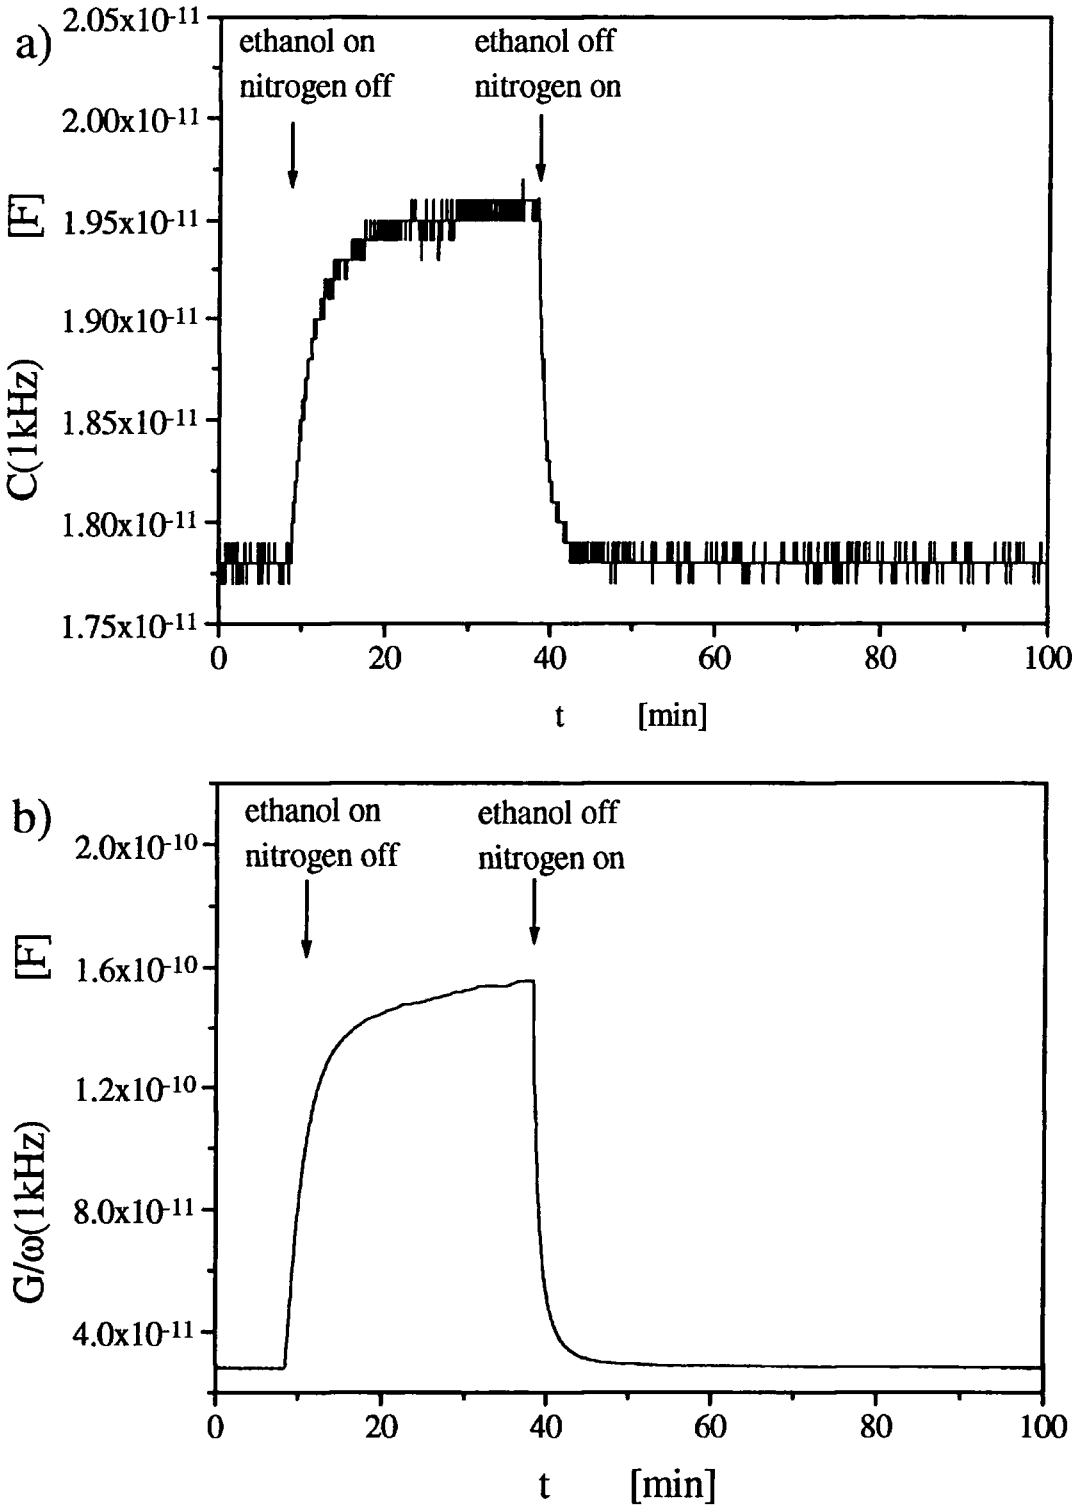 a)
ethanol on
nitrogen off
ethanol off
nitrogen on
2.05x10-11
2.00x10-11
1.95x10-11
1.90x10-11
1.85x10-11
1.80x10-11
1.75x10-11
C(1kHz) [F]
0 20 40 60 80 100
t [min]
b)
ethanol on
nitrogen off
ethanol off
nitrogen on
2.0x10-10
1.6x10-10
1.2x10-10
8.0x10-11
4.0x10-11
G/ω(1kHz) [F]
0 20 40 60 80 100
t [min]